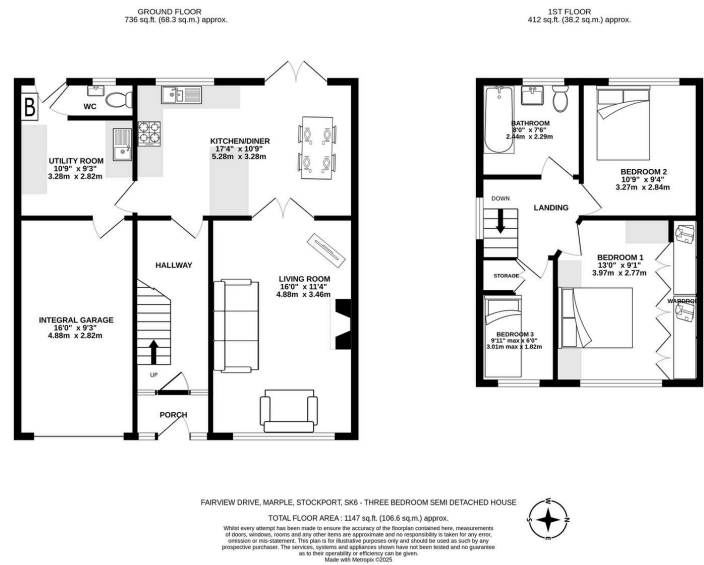 GROUND FLOOR
736 sq.ft. (68.3 sq.m.) approx.
1ST FLOOR
412 sq.ft. (38.2 sq.m.) approx.
B
WC
UTILITY ROOM
10'9" x 9'3"
3.28m x 2.82m
KITCHEN/DINER
17'4" x 10'9"
5.28m x 3.28m
HALLWAY
LIVING ROOM
16'0" x 11'4"
4.88m x 3.46m
INTEGRAL GARAGE
16'0" x 9'3"
4.88m x 2.82m
UP
PORCH
BATHROOM
8'0" x 7'6"
2.44m x 2.29m
BEDROOM 2
10'9" x 9'4"
3.27m x 2.84m
DOWN
LANDING
BEDROOM 1
13'0" x 9'1"
3.97m x 2.77m
STORAGE
BEDROOM 3
9'11" max x 6'0"
3.01m max x 1.82m
FAIRVIEW DRIVE, MARPLE, STOCKPORT, SK6 - THREE BEDROOM SEMI DETACHED HOUSE
TOTAL FLOOR AREA : 1147 sq.ft. (106.6 sq.m.) approx.
Whilst every attempt has been made to ensure the accuracy of the floorplan contained here, measurements
of doors, windows, rooms and any other items are approximate and no responsibility is taken for any error,
omission or mis-statement. This plan is for illustrative purposes only and should be used as such by any
prospective purchaser. The services, systems and appliances shown have not been tested and no guarantee
as to their operability or efficiency can be given.
Made with Metropix ©2025
W
N
E
S